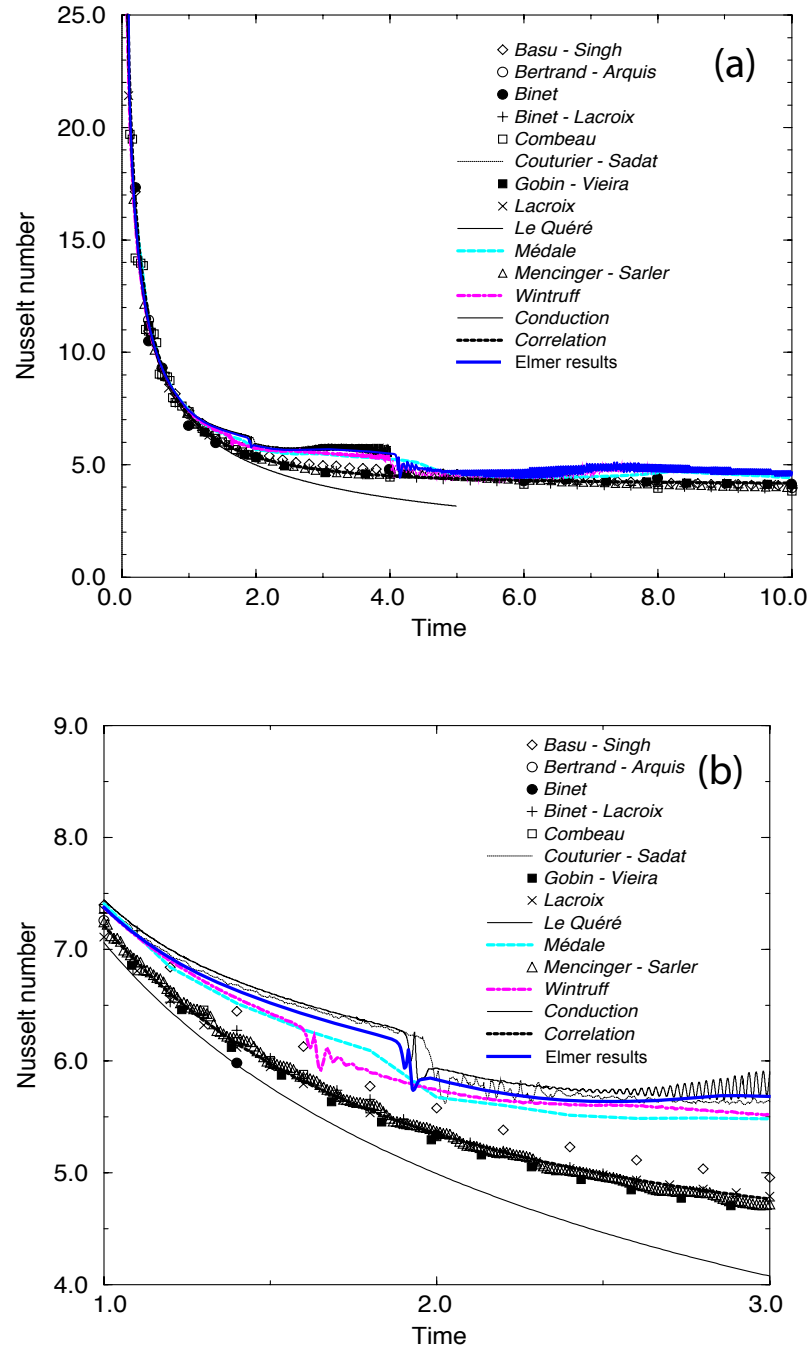 25.0
(a)
Basu - Singh
Bertrand - Arquis
Binet
Binet - Lacroix
20.0
Combeau
Couturier - Sadat
Gobin - Vieira
Lacroix
15.0
Le Quéré
Médale
Mencinger - Sarler
Wintruff
Conduction
10.0
Correlation
Elmer results
Nusselt number
5.0
0.0
0.0 2.0 4.0 6.0 8.0 10.0
Time
9.0
(b)
Basu - Singh
Bertrand - Arquis
Binet
Binet - Lacroix
8.0
Combeau
Couturier - Sadat
Gobin - Vieira
Lacroix
Le Quéré
7.0
Médale
Mencinger - Sarler
Wintruff
Conduction
Correlation
Elmer results
Nusselt number
6.0
5.0
4.0
1.0 2.0 3.0
Time